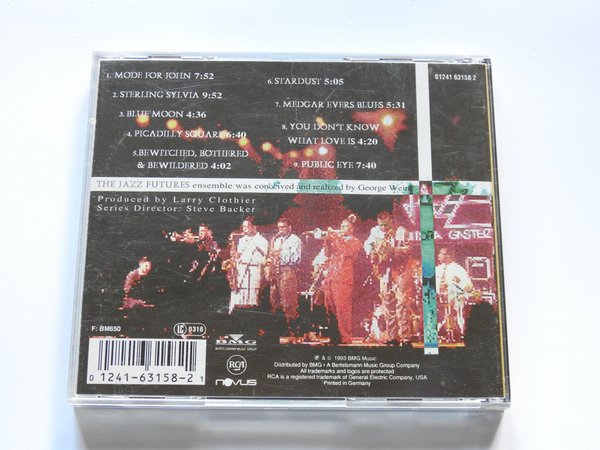 1. MODE FOR JOHN 7:52
2. STERLING SYLVIA 9:52
3. BLUE MOON 4:36
4. PICADILLY SQUARE 6:40
5. BEWITCHED, BOTHERED
& BEWILDERED 4:02
6. STARDUST 5:05
7. MEDGAR EVERS BLUES 5:31
8. YOU DON'T KNOW
WHAT LOVE IS 4:20
9. PUBLIC EYE 7:40
01241 63158 2
THE JAZZ FUTURES ensemble was conceived and realized by George Wein
Produced by Larry Clothier
Series Director: Steve Backer
F: BM650
LC 0316
0 1241-63158-2 1
BMG
BERTELSMANN MUSIC GROUP
RCA
NOVUS
℗ & © 1993 BMG Music
Distributed by BMG • A Bertelsmann Music Group Company
All trademarks and logos are protected
RCA is a registered trademark of General Electric Company, USA
Printed in Germany